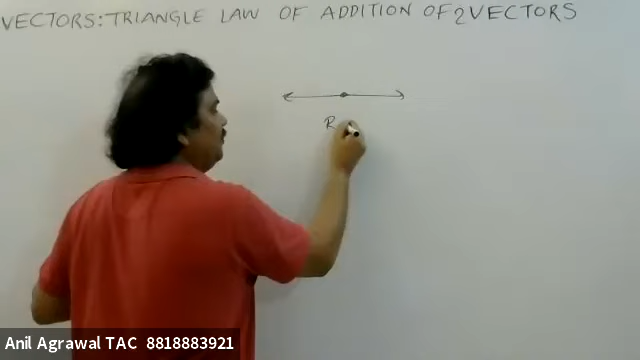 VECTORS: TRIANGLE LAW OF ADDITION OF 2 VECTORS
R
Anil Agrawal TAC 8818883921